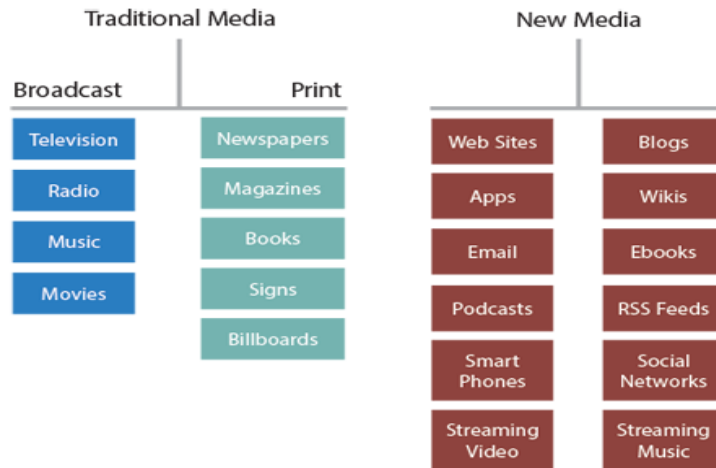 Traditional Media
Broadcast
Print
Television
Radio
Music
Movies
Newspapers
Magazines
Books
Signs
Billboards
New Media
Web Sites
Apps
Email
Podcasts
Smart
Phones
Streaming
Video
Blogs
Wikis
Ebooks
RSS Feeds
Social
Networks
Streaming
Music